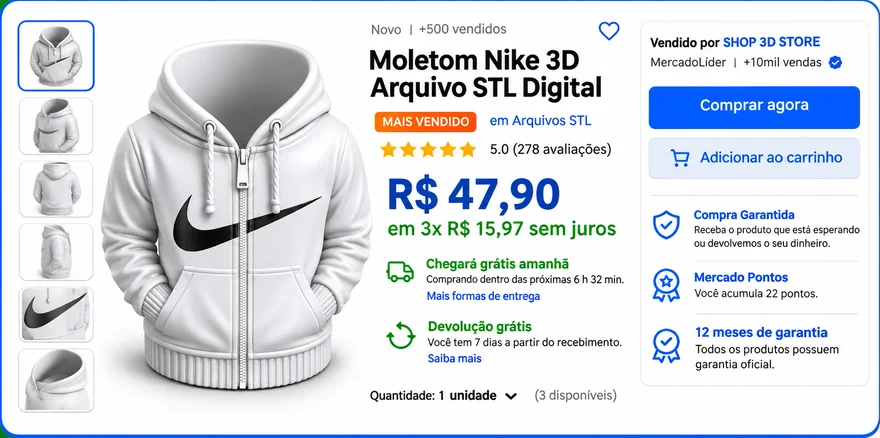 Novo | +500 vendidos
Moletom Nike 3D
Arquivo STL Digital
MAIS VENDIDO em Arquivos STL
5.0 (278 avaliações)
R$ 47,90
em 3x R$ 15,97 sem juros
Chegará grátis amanhã
Comprando dentro das próximas 6 h 32 min.
Mais formas de entrega
Devolução grátis
Você tem 7 dias a partir do recebimento.
Saiba mais
Quantidade: 1 unidade (3 disponíveis)
Vendido por SHOP 3D STORE
MercadoLíder | +10mil vendas
Comprar agora
Adicionar ao carrinho
Compra Garantida
Receba o produto que está esperando
ou devolvemos o seu dinheiro.
Mercado Pontos
Você acumula 22 pontos.
12 meses de garantia
Todos os produtos possuem
garantia oficial.